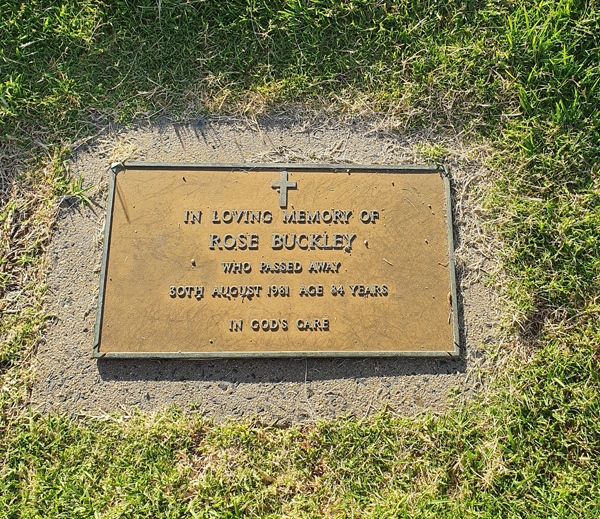 IN LOVING MEMORY OF
ROSE BUCKLEY
WHO PASSED AWAY
30TH AUGUST 1981 AGE 84 YEARS
IN GOD'S CARE